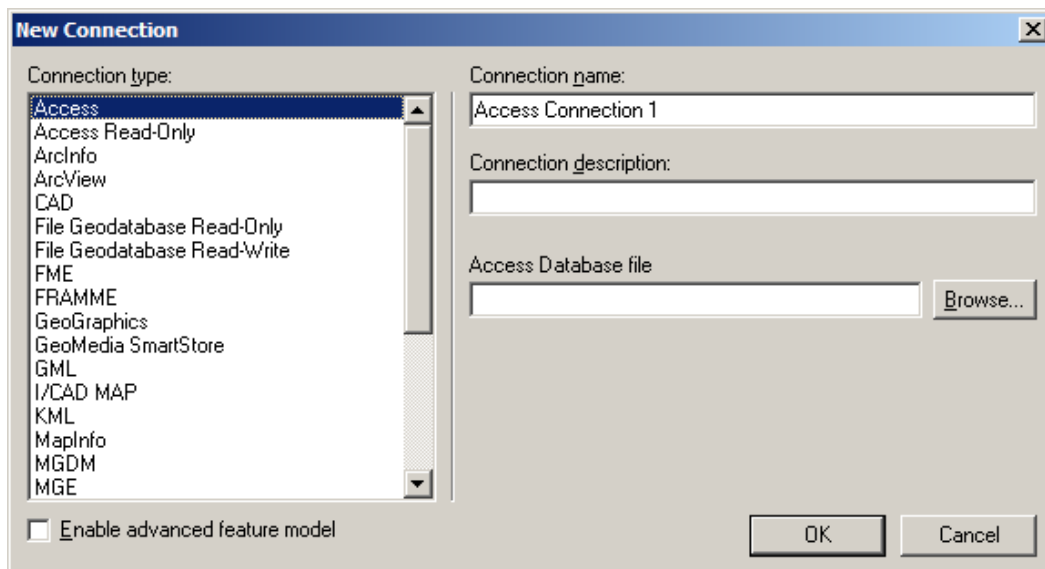 New Connection
Connection type:
Access
Access Read-Only
ArcInfo
ArcView
CAD
File Geodatabase Read-Only
File Geodatabase Read-Write
FME
FRAMME
GeoGraphics
GeoMedia SmartStore
GML
I/CAD MAP
KML
MapInfo
MGDM
MGE
Enable advanced feature model
Connection name:
Access Connection 1
Connection description:
Access Database file
Browse...
OK
Cancel